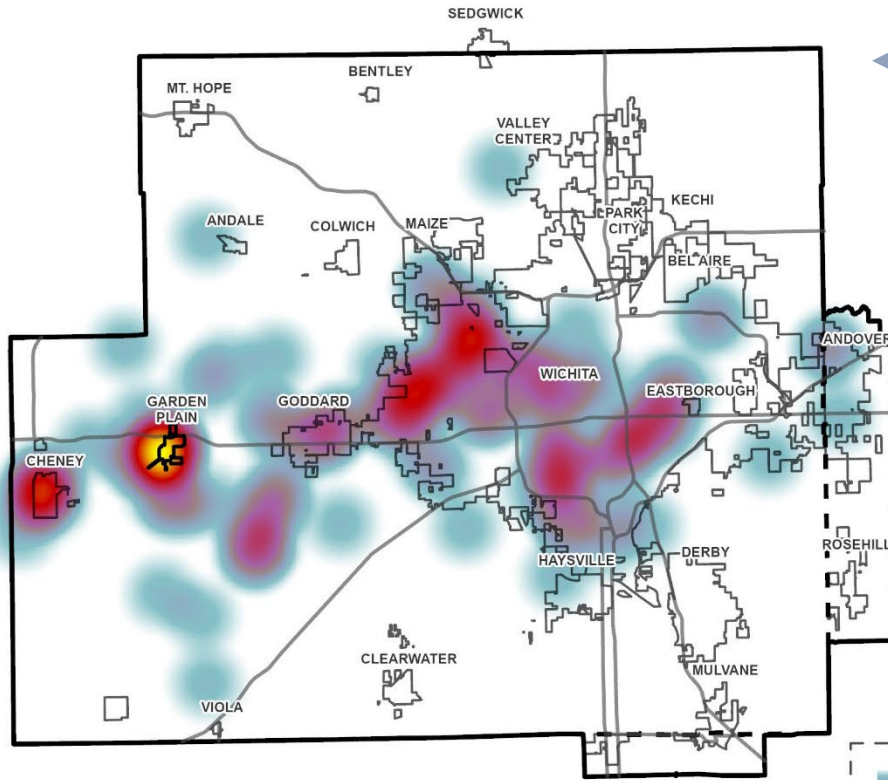 SEDGWICK
BENTLEY
MT. HOPE
VALLEY
CENTER
KECHI
PARK
CITY
ANDALE
COLWICH
MAIZE
BEL AIRE
ANDOVER
WICHITA
EASTBOROUGH
GARDEN
PLAIN
GODDARD
CHENEY
HAYSVILLE
DERBY
ROSEHILL
CLEARWATER
MULVANE
VIOLA